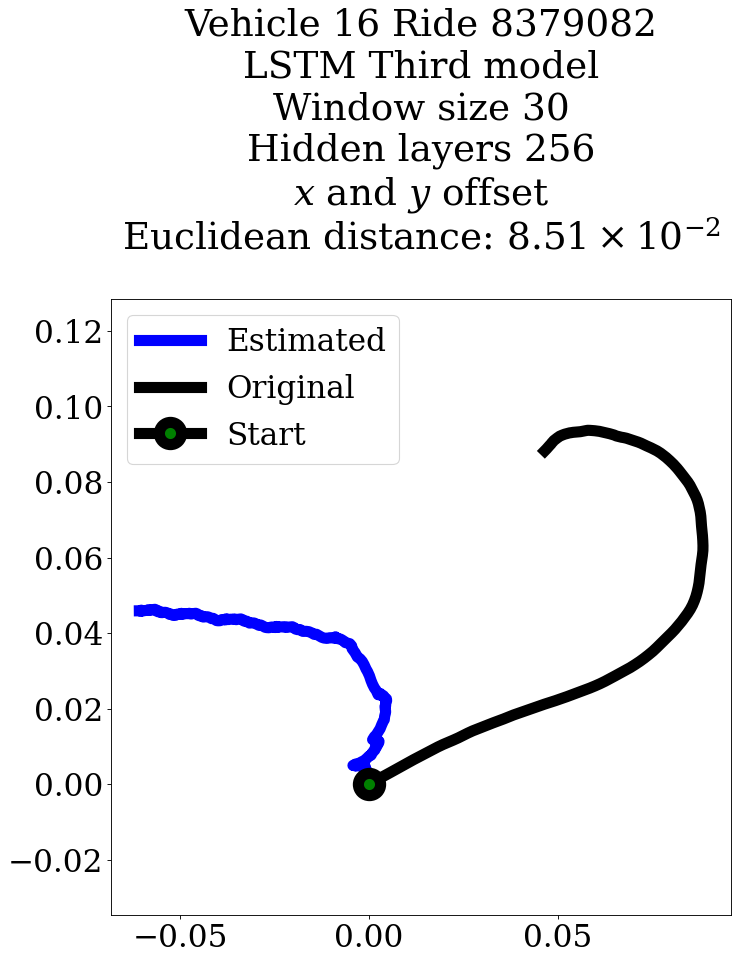 Vehicle 16 Ride 8379082
LSTM Third model
Window size 30
Hidden layers 256
x and y offset
Euclidean distance: 8.51 × 10⁻²
Estimated
Original
Start
0.12
0.10
0.08
0.06
0.04
0.02
0.00
−0.02
−0.05 0.00 0.05